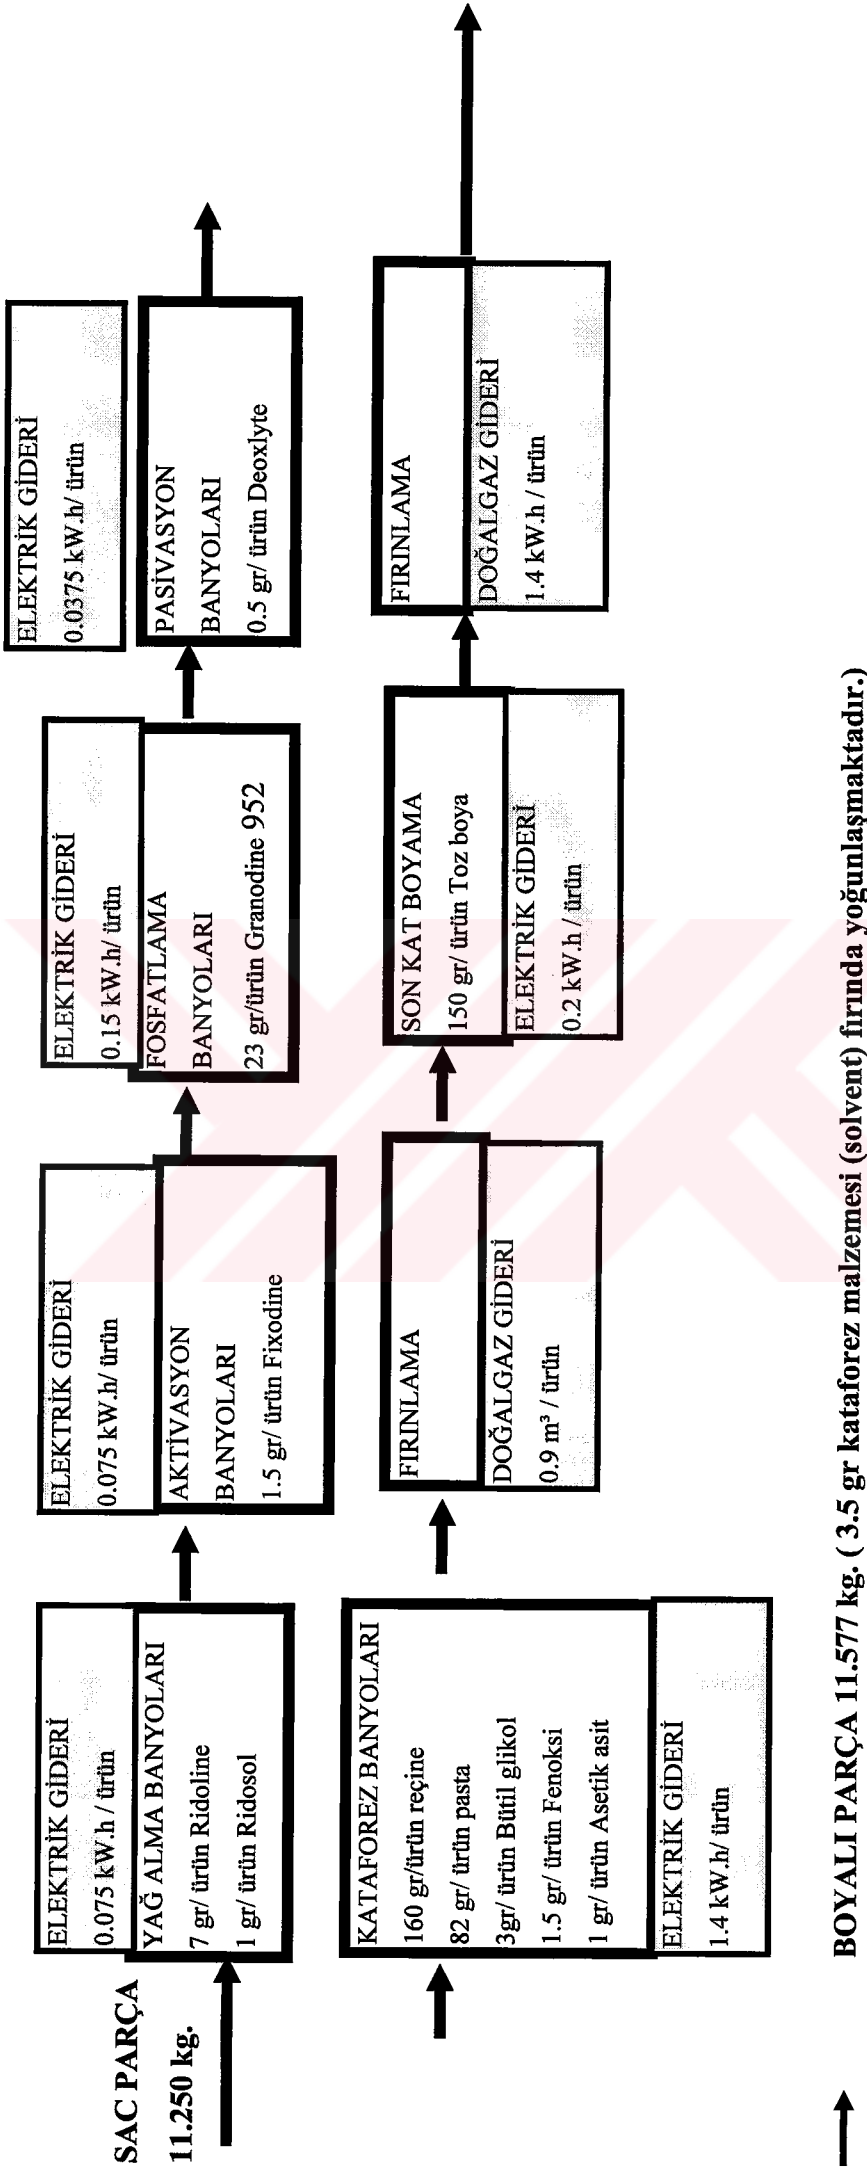 SAC PARÇA
11.250 kg.
ELEKTRİK GİDERİ
0.075 kW.h / ürün
YAĞ ALMA BANYOLARI
7 gr/ ürün Ridoline
1 gr/ ürün Ridosol
ELEKTRİK GİDERİ
0.075 kW.h/ ürün
AKTİVASYON
BANYOLARI
1.5 gr/ ürün Fixodine
ELEKTRİK GİDERİ
0.15 kW.h/ ürün
FOSFATLAMA
BANYOLARI
23 gr/ürün Granodine 952
ELEKTRİK GİDERİ
0.0375 kW.h/ ürün
PASİVASYON
BANYOLARI
0.5 gr/ ürün Deoxlyte
KATAFOREZ BANYOLARI
160 gr/ürün reçine
82 gr/ ürün pasta
3gr/ ürün Bütil glikol
1.5 gr/ ürün Fenoksi
1 gr/ ürün Asetik asit
ELEKTRİK GİDERİ
1.4 kW.h/ ürün
FIRINLAMA
DOĞALGAZ GİDERİ
0.9 m³ / ürün
SON KAT BOYAMA
150 gr/ ürün Toz boya
ELEKTRİK GİDERİ
0.2 kW.h / ürün
FIRINLAMA
DOĞALGAZ GİDERİ
1.4 kW.h / ürün
BOYALI PARÇA 11.577 kg. ( 3.5 gr kataforez malzemesi (solvent) fırında yoğunlaşmaktadır.)